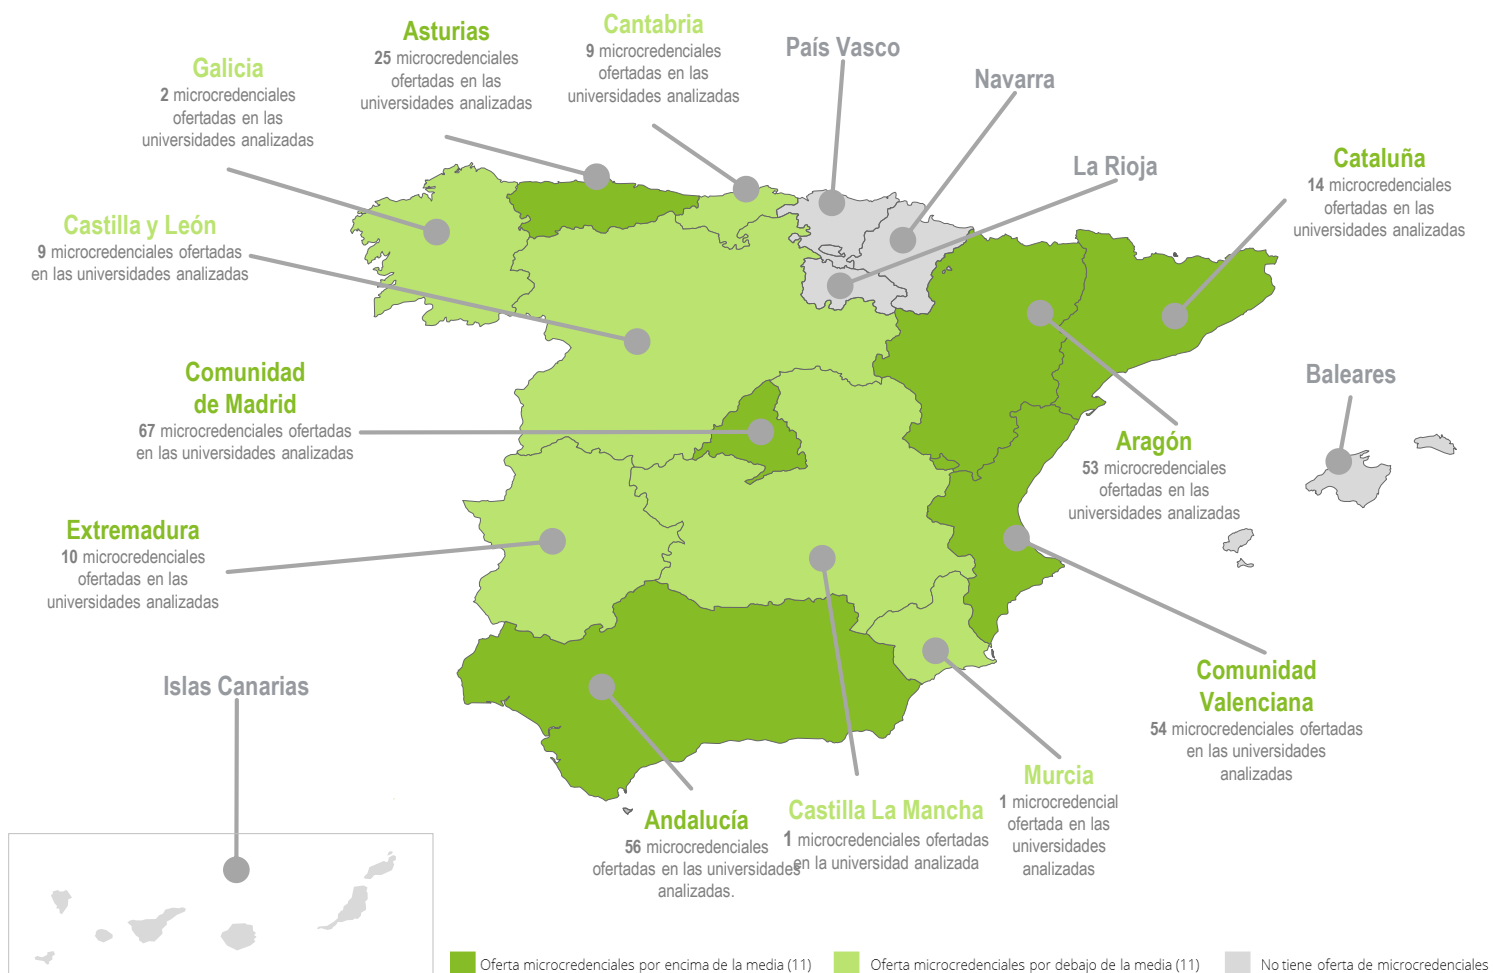 Asturias
25 microcredenciales
ofertadas en las
universidades analizadas
Cantabria
9 microcredenciales
ofertadas en las
universidades analizadas
País Vasco
Navarra
Galicia
2 microcredenciales
ofertadas en las
universidades analizadas
La Rioja
Cataluña
14 microcredenciales
ofertadas en las
universidades analizadas
Castilla y León
9 microcredenciales ofertadas
en las universidades analizadas
Comunidad
de Madrid
67 microcredenciales ofertadas
en las universidades analizadas
Baleares
Aragón
53 microcredenciales
ofertadas en las
universidades analizadas
Extremadura
10 microcredenciales
ofertadas en las
universidades analizadas
Islas Canarias
Comunidad
Valenciana
54 microcredenciales ofertadas
en las universidades
analizadas
Andalucía
56 microcredenciales
ofertadas en las universidades
analizadas.
Castilla La Mancha
1 microcredenciales ofertadas
en la universidad analizada
Murcia
1 microcredencial
ofertada en las
universidades
analizadas
Oferta microcredenciales por encima de la media (11)
Oferta microcredenciales por debajo de la media (11)
No tiene oferta de microcredenciales